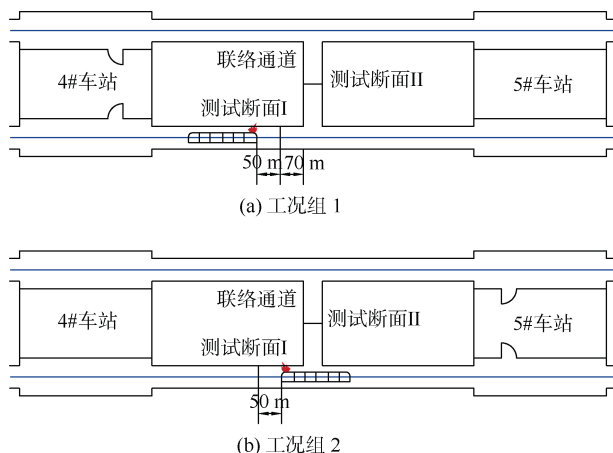 4#车站
联络通道
测试断面I
测试断面II
5#车站
50 m
70 m
(a) 工况组 1
4#车站
联络通道
测试断面I
测试断面II
5#车站
50 m
(b) 工况组 2